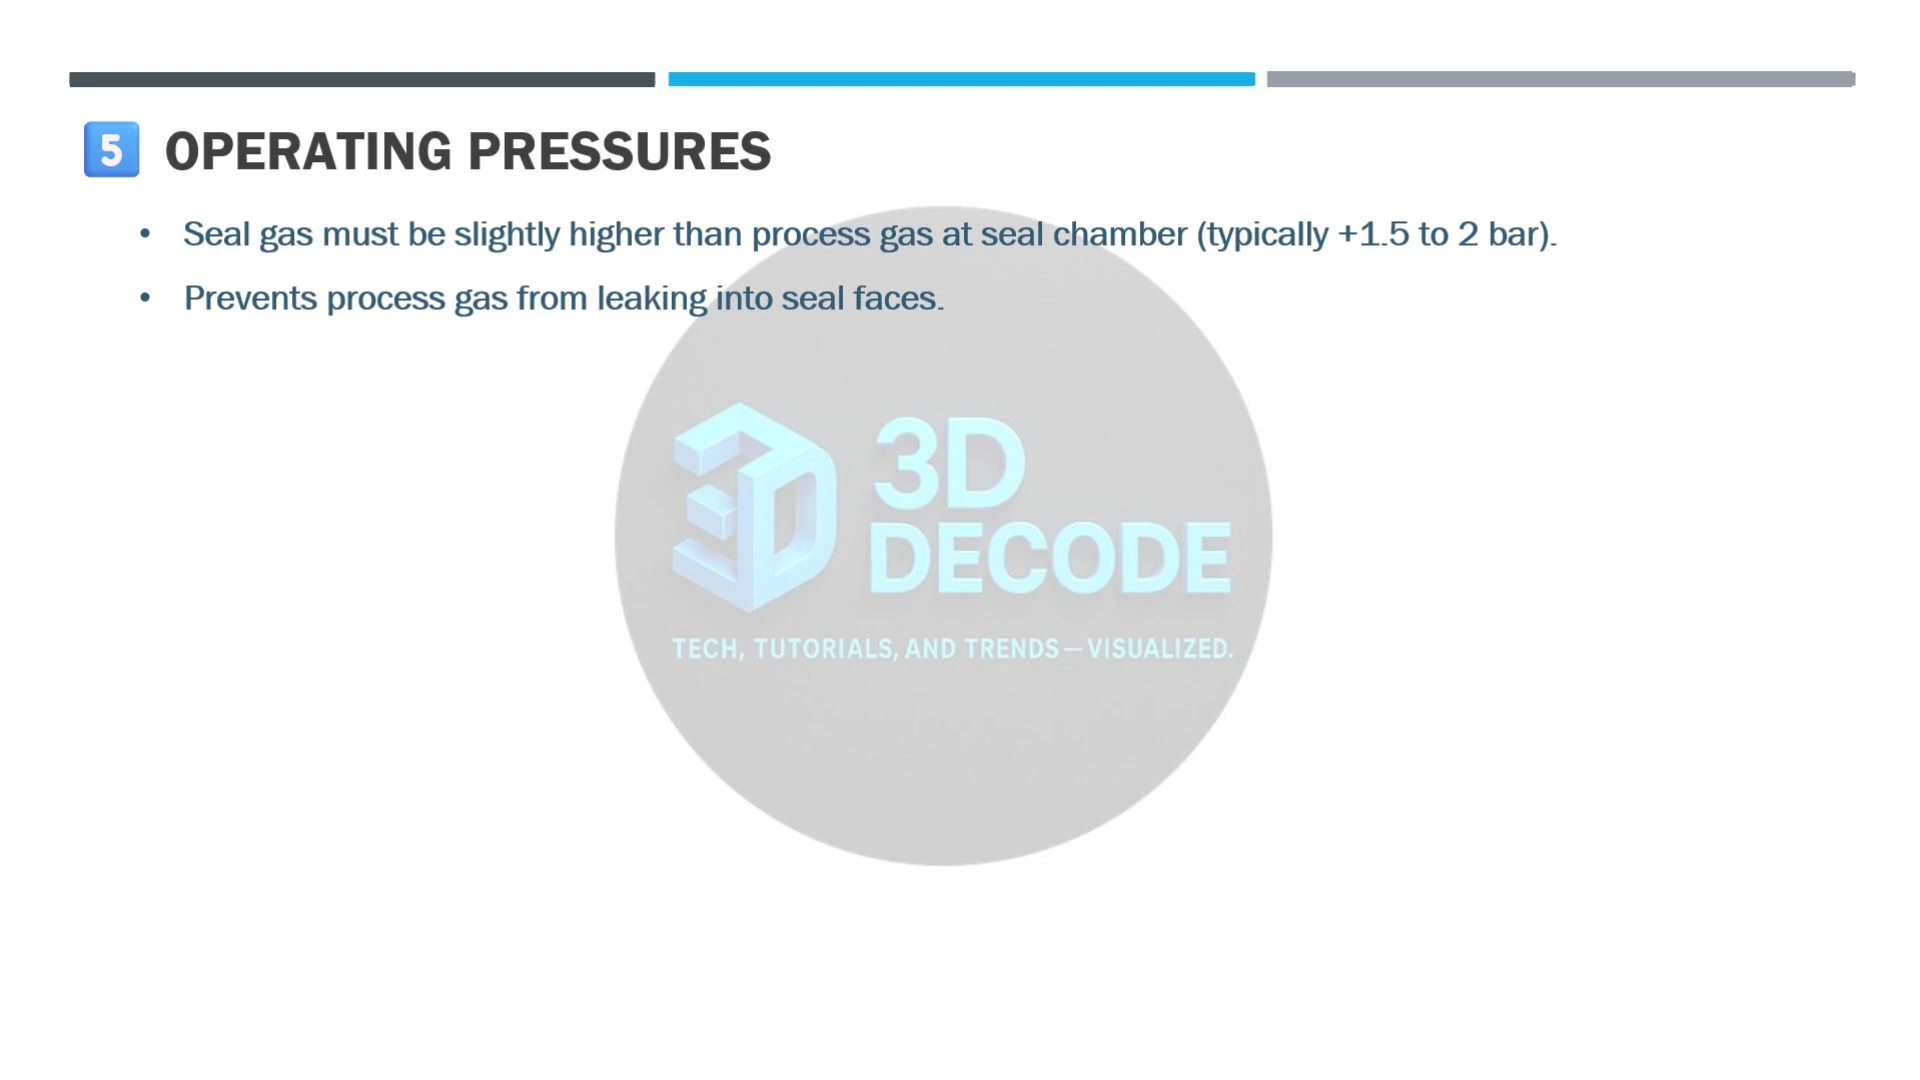 5 OPERATING PRESSURES
• Seal gas must be slightly higher than process gas at seal chamber (typically +1.5 to 2 bar).
• Prevents process gas from leaking into seal faces.
3D
DECODE
TECH, TUTORIALS, AND TRENDS—VISUALIZED.